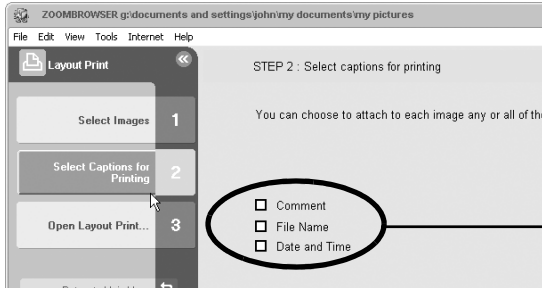 ZOOMBROWSER g:\documents and settings\john\my documents\my pictures
File Edit View Tools Internet Help
Layout Print
STEP 2 : Select captions for printing
Select Images 1
You can choose to attach to each image any or all of the
Select Captions for
Printing 2
Comment
Open Layout Print... 3
File Name
Date and Time